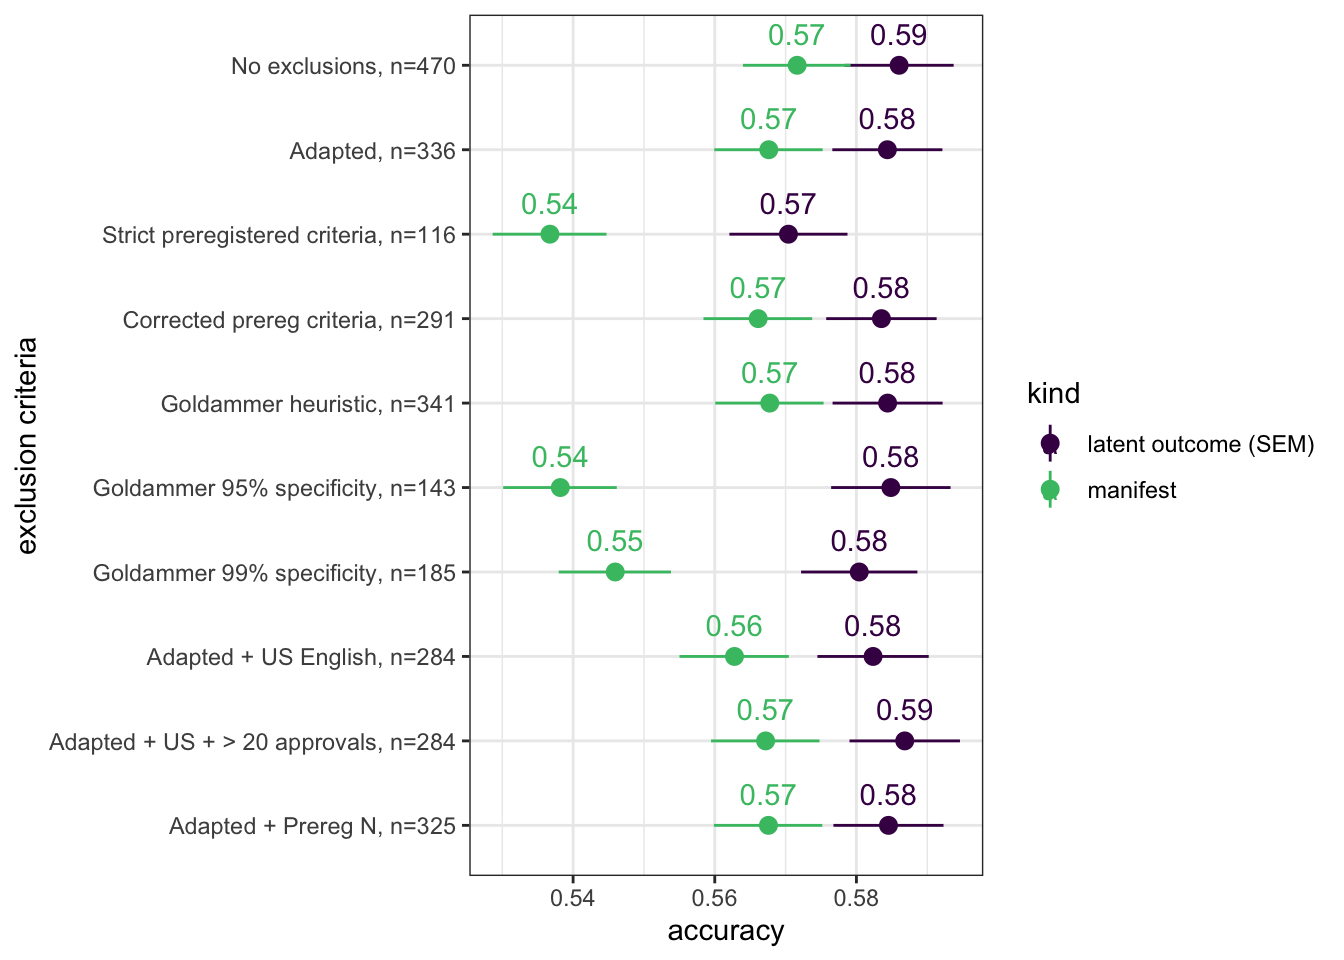 No exclusions, n=470
0.57
0.59
Adapted, n=336
0.57
0.58
Strict preregistered criteria, n=116
0.54
0.57
Corrected prereg criteria, n=291
0.57
0.58
Goldammer heuristic, n=341
0.57
0.58
Goldammer 95% specificity, n=143
0.54
0.58
Goldammer 99% specificity, n=185
0.55
0.58
Adapted + US English, n=284
0.56
0.58
Adapted + US + > 20 approvals, n=284
0.57
0.59
Adapted + Prereg N, n=325
0.57
0.58
exclusion criteria
0.54
0.56
0.58
accuracy
kind
latent outcome (SEM)
manifest